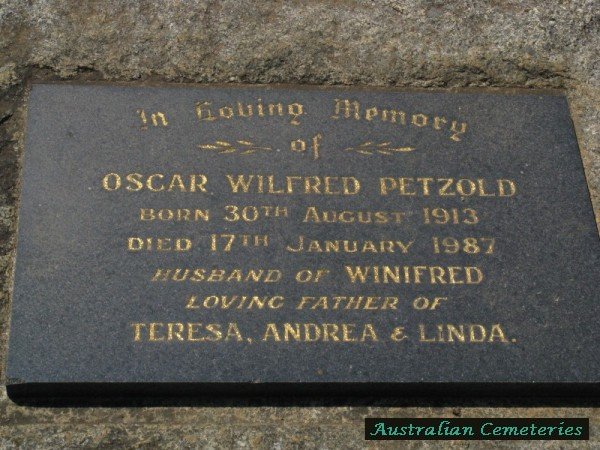 In Loving Memory
of
OSCAR WILFRED PETZOLD
BORN 30TH AUGUST 1913
DIED 17TH JANUARY 1987
HUSBAND OF WINIFRED
LOVING FATHER OF
TERESA, ANDREA & LINDA.
Australian Cemeteries